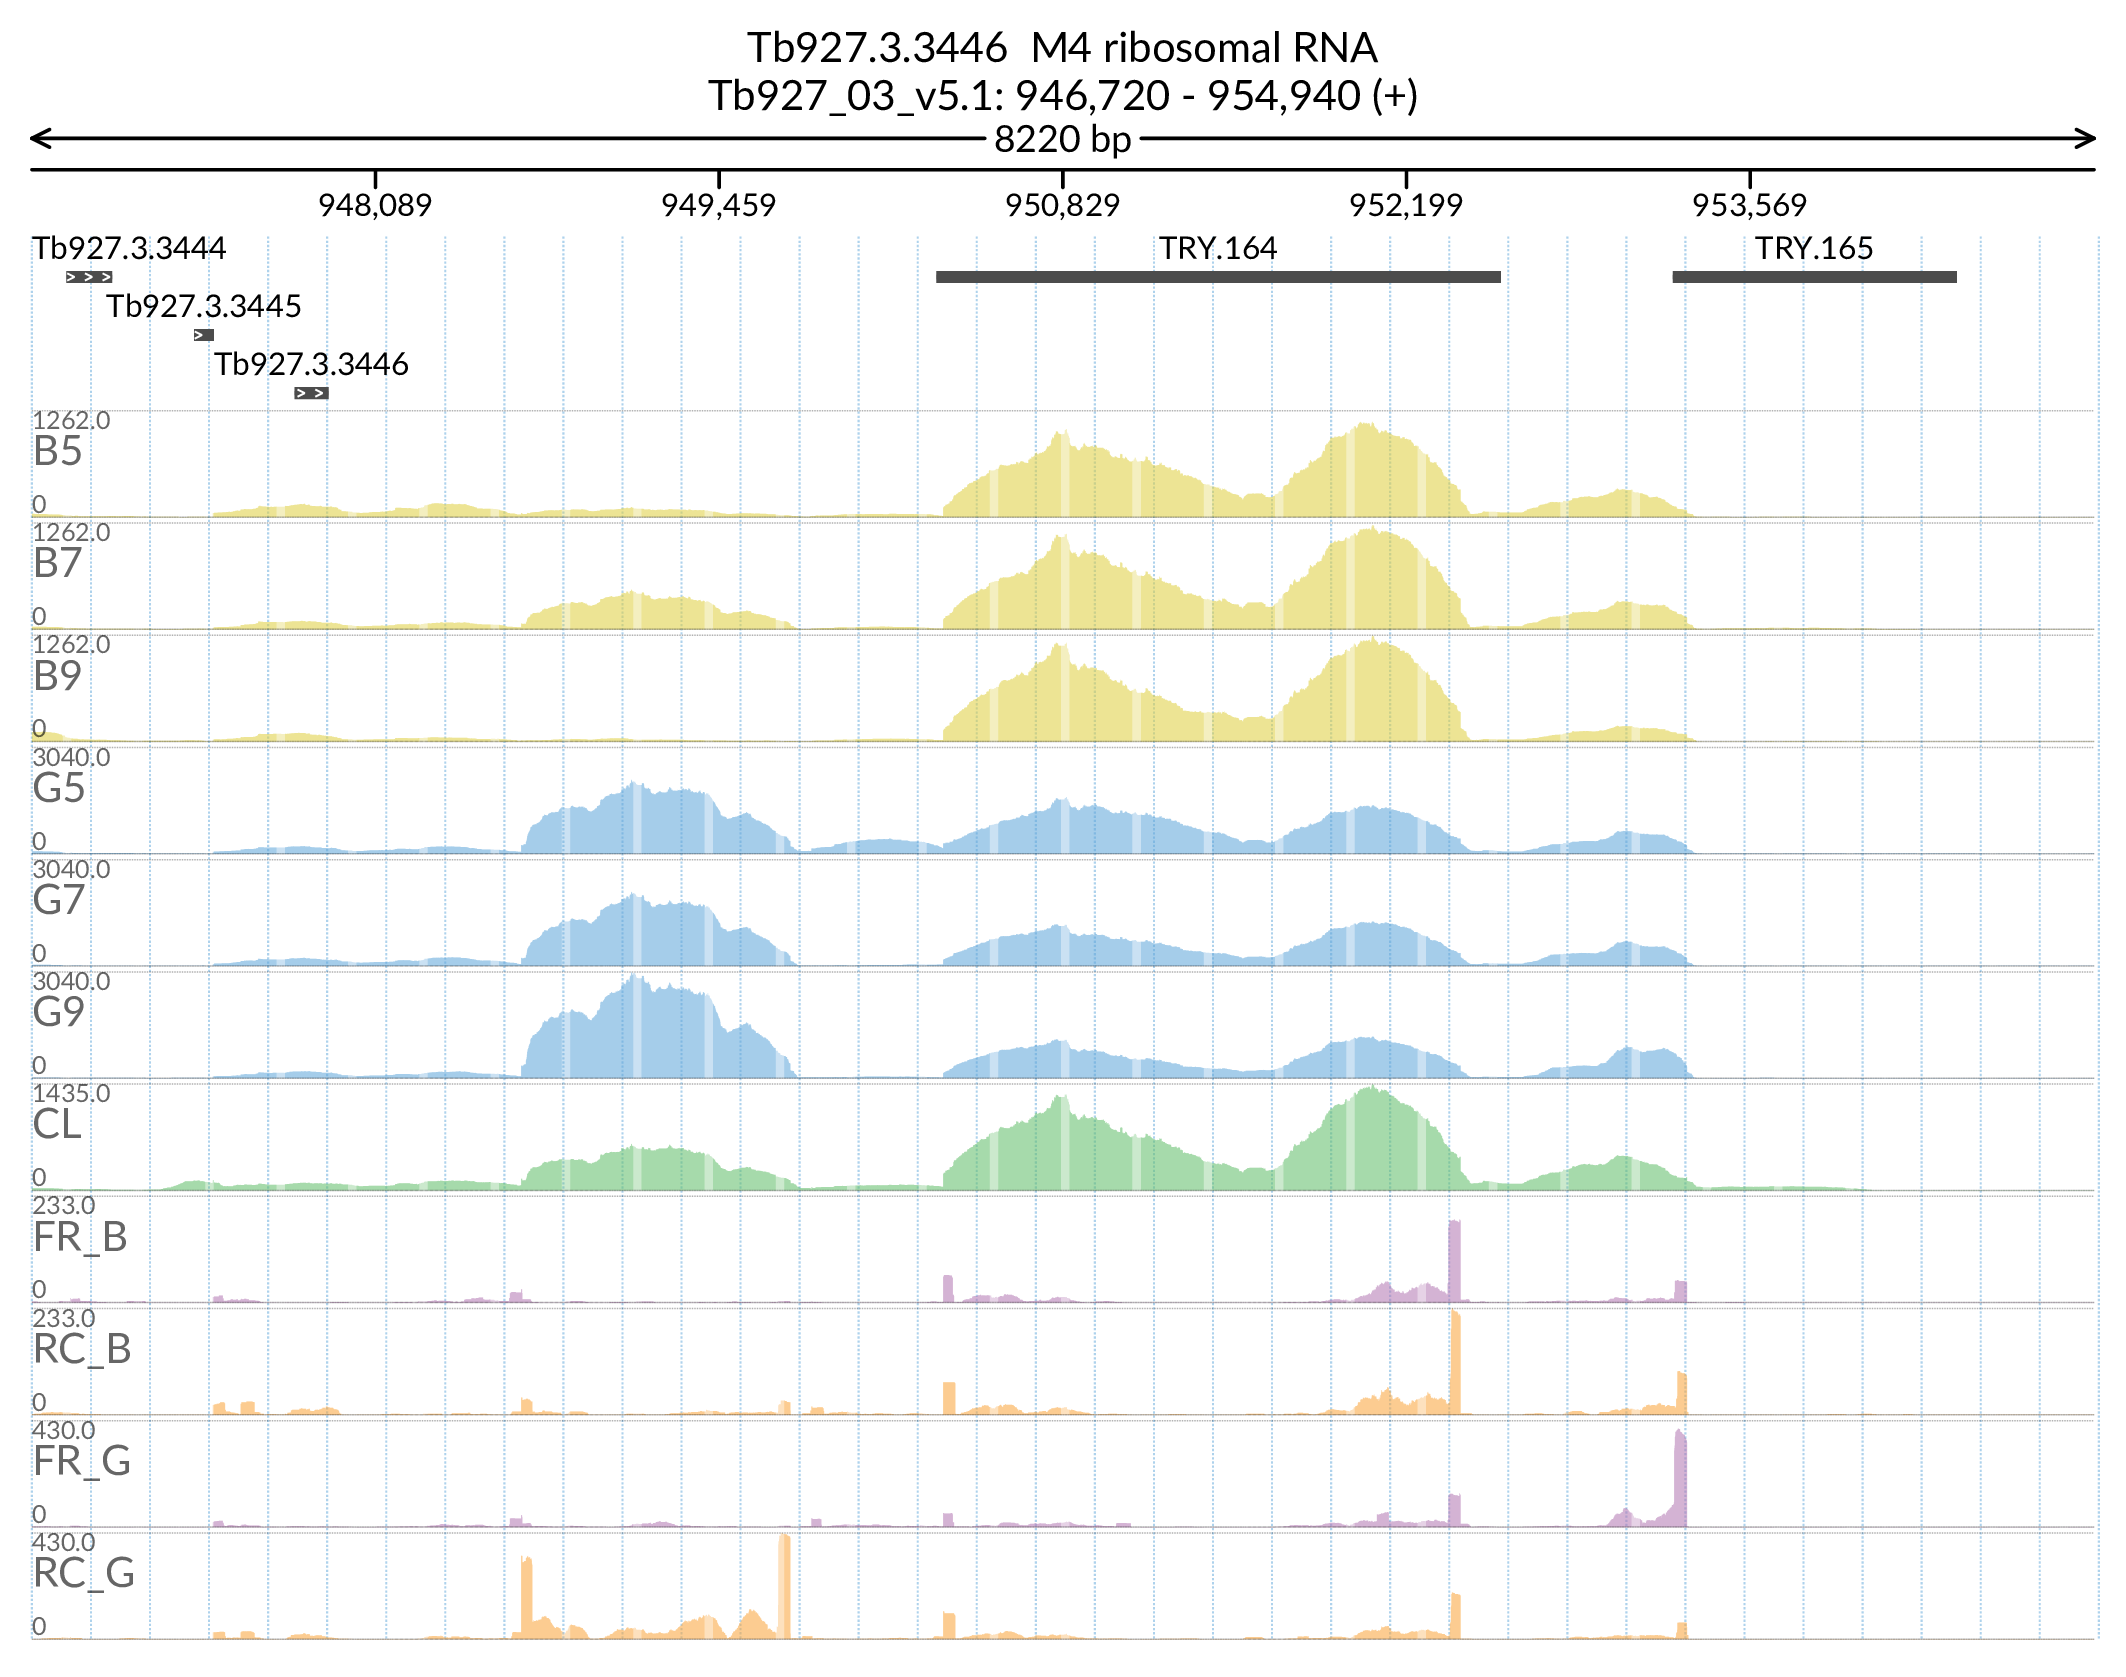 Tb927.3.3446 M4 ribosomal RNA
Tb927_03_v5.1: 946,720 - 954,940 (+)
8220 bp
948,089 949,459 950,829 952,199 953,569
Tb927.3.3444 TRY.164 TRY.165
Tb927.3.3445
Tb927.3.3446
1262.0
B5
0
1262.0
B7
0
1262.0
B9
0
3040.0
G5
0
3040.0
G7
0
3040.0
G9
0
1435.0
CL
0
233.0
FR_B
0
233.0
RC_B
0
430.0
FR_G
0
430.0
RC_G
0